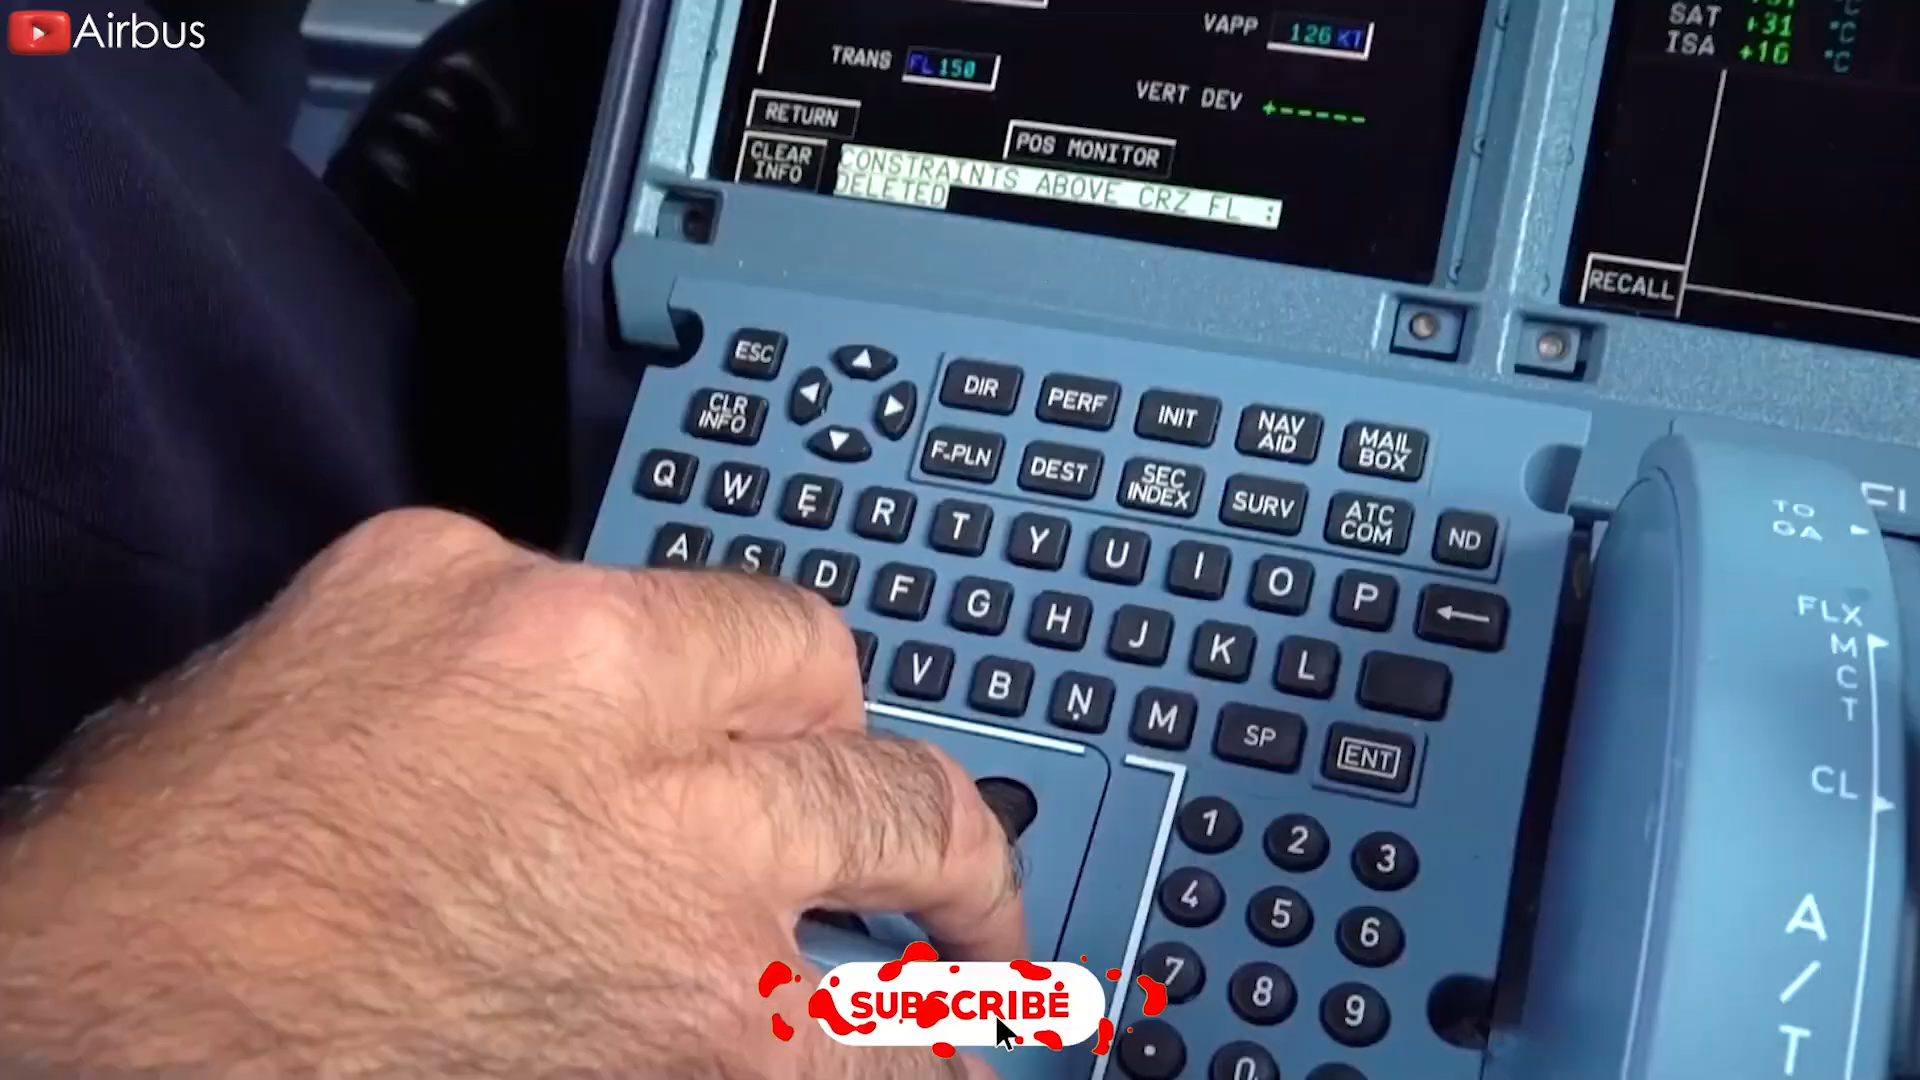 Airbus
VAPP 126 KT
TRANS FL150
VERT DEV +-----
RETURN
POS MONITOR
CLEAR
INFO
CONSTRAINTS ABOVE CRZ FL :
DELETED
SAT +31 °C
ISA +16 °C
RECALL
ESC
CLR
INFO
DIR
PERF
INIT
NAV
AID
MAIL
BOX
F-PLN
DEST
SEC
INDEX
SURV
ATC
COM
ND
Q W E R T Y U I O P
A S D F G H J K L
V B N M SP ENT
1 2 3
4 5 6
7 8 9
. 0
TO
GA
FLX
M
C
T
CL
A
/
T
SUBSCRIBE